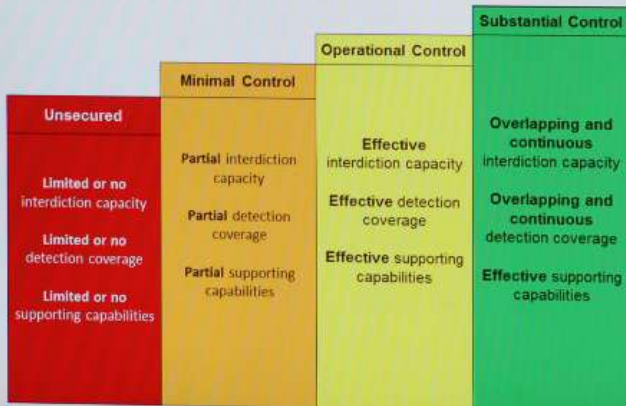 Unsecured
Limited or no
interdiction capacity
Limited or no
detection coverage
Limited or no
supporting capabilities
Minimal Control
Partial interdiction
capacity
Partial detection
coverage
Partial supporting
capabilities
Operational Control
Effective
interdiction capacity
Effective detection
coverage
Effective supporting
capabilities
Substantial Control
Overlapping and
continuous
interdiction capacity
Overlapping and
continuous
detection coverage
Effective supporting
capabilities